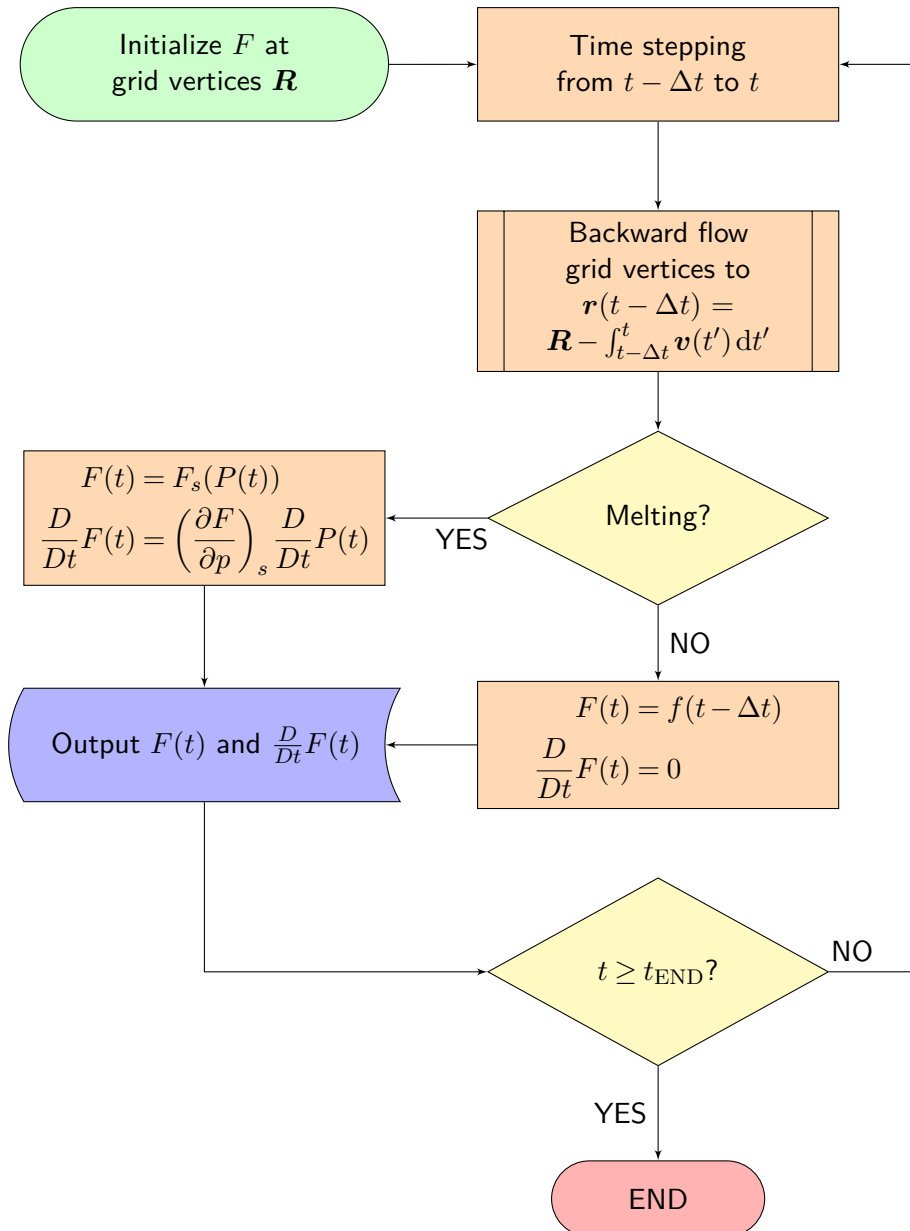 Initialize F at
grid vertices R
Time stepping
from t − Δt to t
Backward flow
grid vertices to
r(t − Δt) =
R − ∫_{t−Δt}^{t} v(t′) dt′
Melting?
YES
F(t) = F_s(P(t))
D/Dt F(t) = (∂F/∂p)_s D/Dt P(t)
NO
F(t) = f(t − Δt)
D/Dt F(t) = 0
Output F(t) and D/Dt F(t)
t ≥ t_END?
NO
YES
END